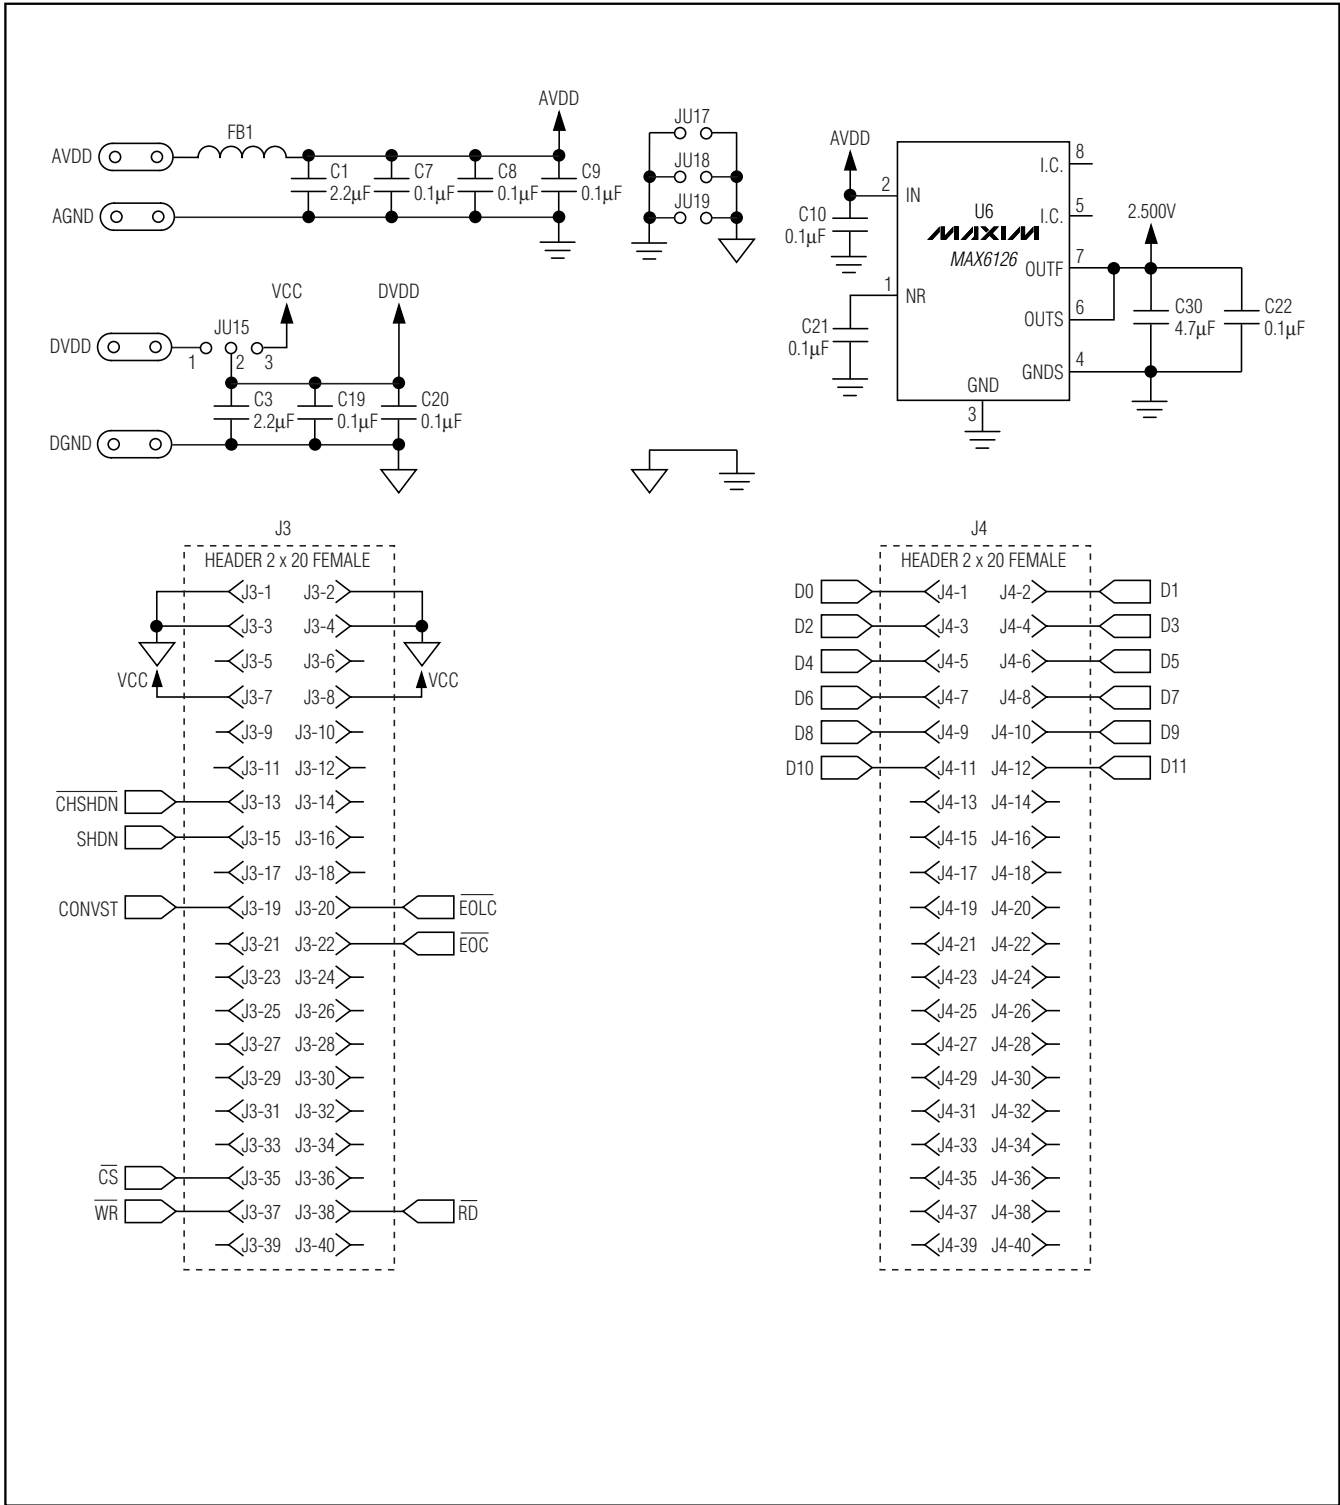 AVDD
FB1
C1
2.2µF
C7
0.1µF
C8
0.1µF
C9
0.1µF
AVDD
AGND
JU17
JU18
JU19
AVDD
C10
0.1µF
2
IN
U6
MAXIM
MAX6126
I.C.
8
I.C.
5
OUTF
7
OUTS
6
GNDS
4
GND
3
1
NR
C21
0.1µF
2.500V
C30
4.7µF
C22
0.1µF
DVDD
JU15
1
2
3
VCC
DVDD
C3
2.2µF
C19
0.1µF
C20
0.1µF
DGND
J3
HEADER 2 x 20 FEMALE
J3-1 J3-2
J3-3 J3-4
J3-5 J3-6
VCC VCC
J3-7 J3-8
J3-9 J3-10
J3-11 J3-12
CHSHDN J3-13 J3-14
SHDN J3-15 J3-16
J3-17 J3-18
CONVST J3-19 J3-20 EOLC
J3-21 J3-22 EOC
J3-23 J3-24
J3-25 J3-26
J3-27 J3-28
J3-29 J3-30
J3-31 J3-32
J3-33 J3-34
CS J3-35 J3-36
WR J3-37 J3-38 RD
J3-39 J3-40
J4
HEADER 2 x 20 FEMALE
D0 J4-1 J4-2 D1
D2 J4-3 J4-4 D3
D4 J4-5 J4-6 D5
D6 J4-7 J4-8 D7
D8 J4-9 J4-10 D9
D10 J4-11 J4-12 D11
J4-13 J4-14
J4-15 J4-16
J4-17 J4-18
J4-19 J4-20
J4-21 J4-22
J4-23 J4-24
J4-25 J4-26
J4-27 J4-28
J4-29 J4-30
J4-31 J4-32
J4-33 J4-34
J4-35 J4-36
J4-37 J4-38
J4-39 J4-40